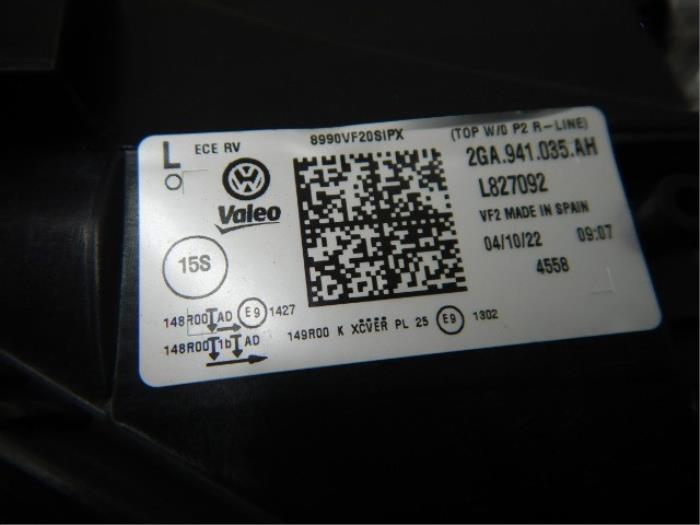 L ECE RV
8990VF20SIPX
(TOP W/O P2 R-LINE)
2GA.941.035.AH
L827092
VF2 MADE IN SPAIN
04/10/22 09:07
4558
VW
Valeo
15S
148R00 AD E9 1427
148R00 1b AD
149R00 K XCVER PL 25 E9 1302